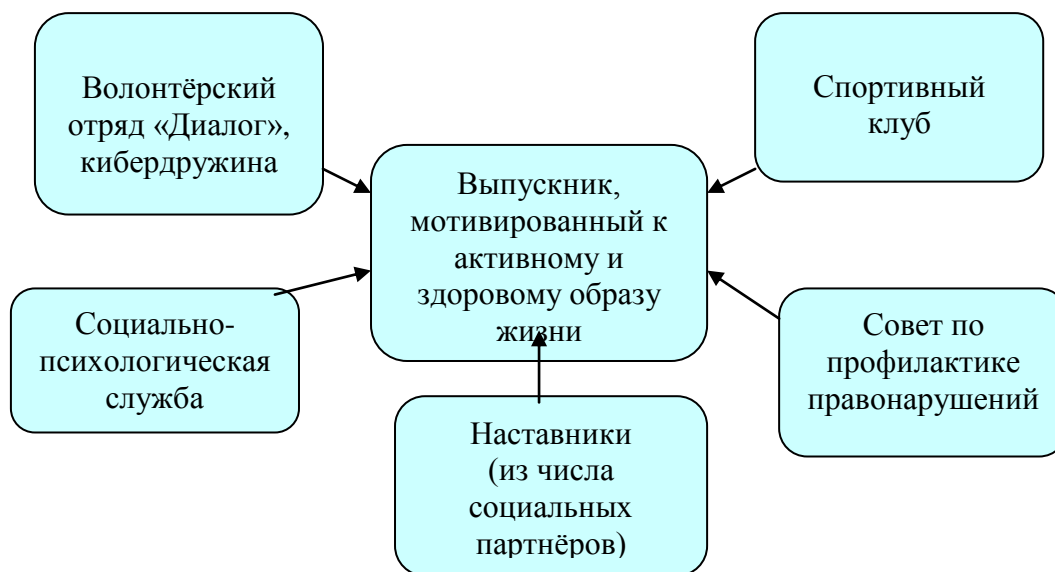 Волонтёрский
отряд «Диалог»,
кибердружина
Спортивный
клуб
Выпускник,
мотивированный к
активному и
здоровому образу
жизни
Социально-
психологическая
служба
Совет по
профилактике
правонарушений
Наставники
(из числа
социальных
партнёров)